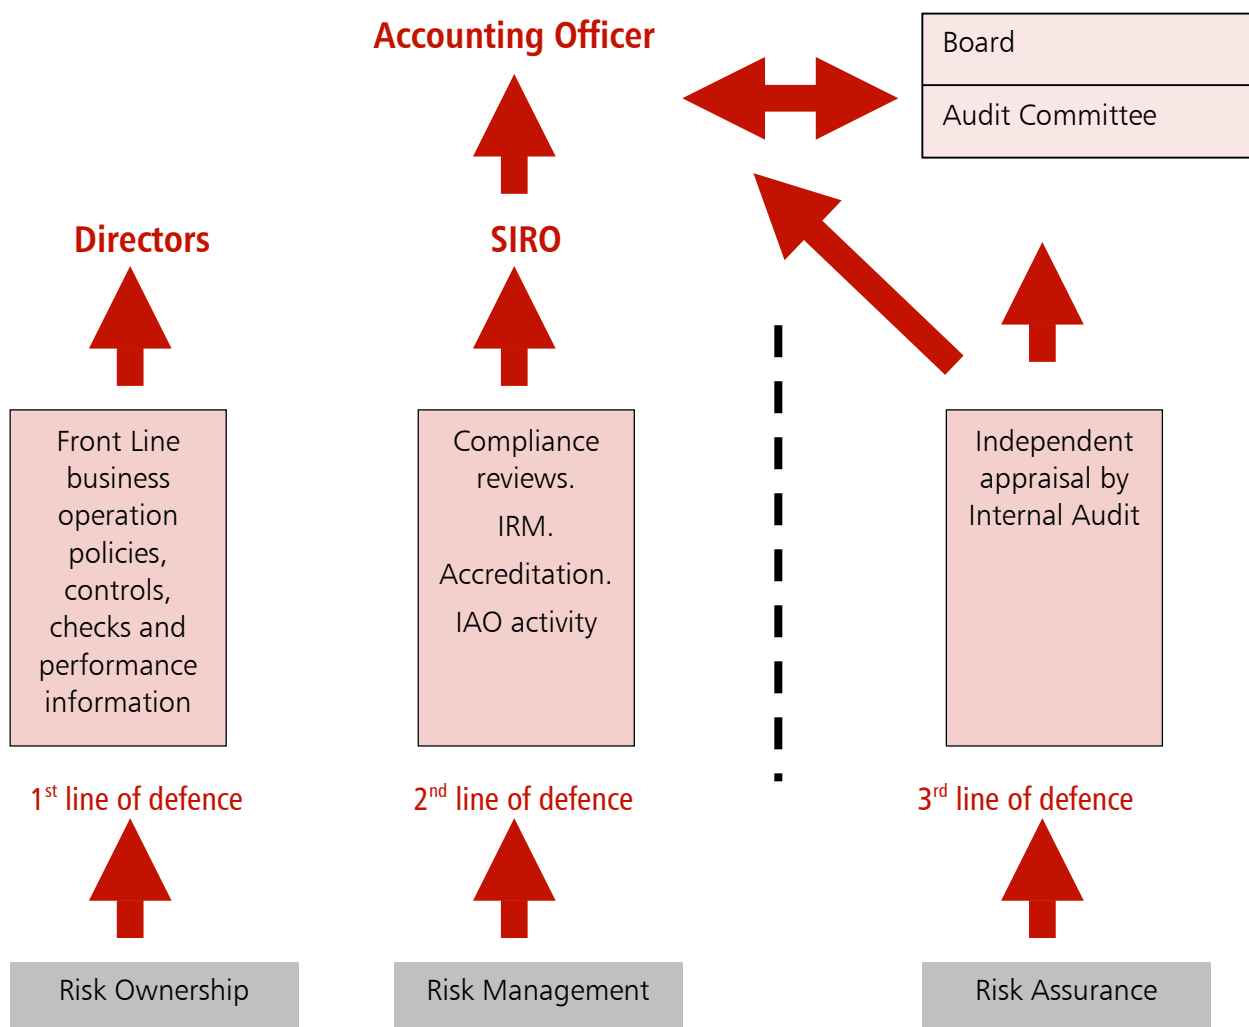 Accounting Officer
Board
Audit Committee
Directors
SIRO
Front Line
business
operation
policies,
controls,
checks and
performance
information
Compliance
reviews.
IRM.
Accreditation.
IAO activity
Independent
appraisal by
Internal Audit
1st line of defence
2nd line of defence
3rd line of defence
Risk Ownership
Risk Management
Risk Assurance